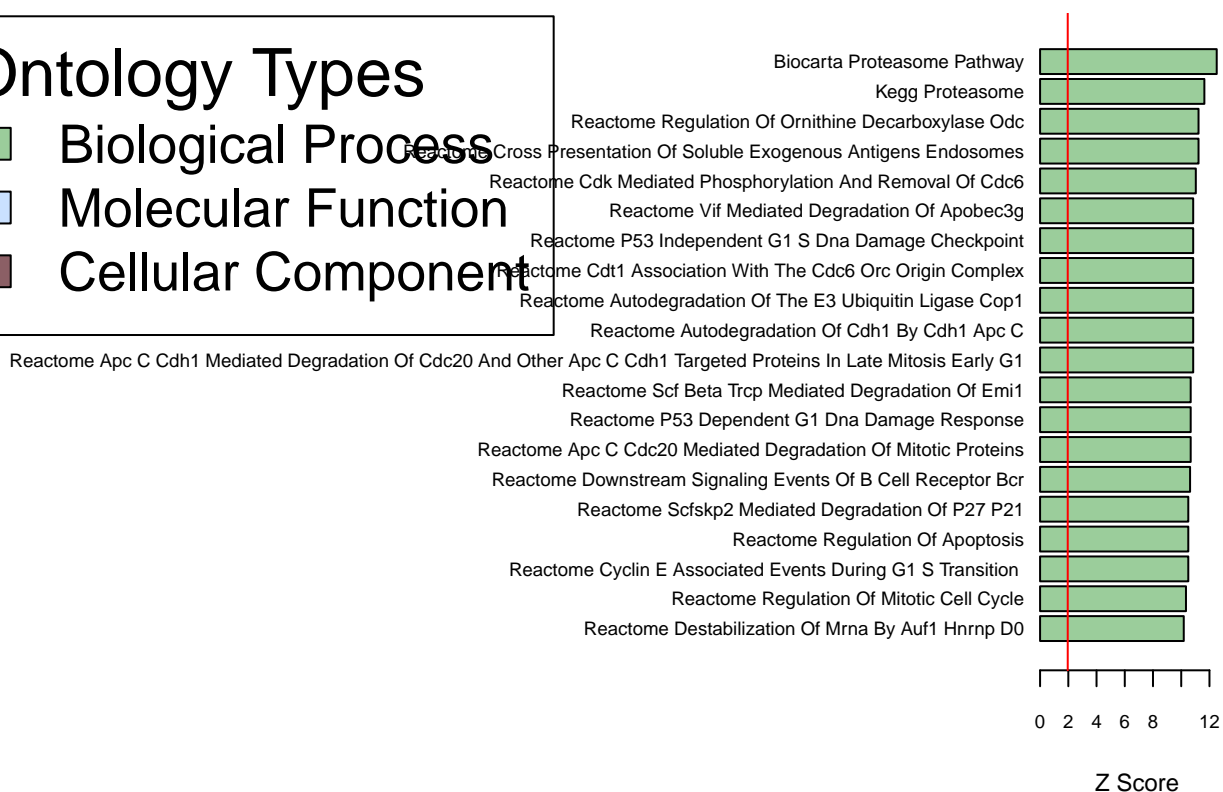 Ontology Types
Biological Process
Molecular Function
Cellular Component
Biocarta Proteasome Pathway
Kegg Proteasome
Reactome Regulation Of Ornithine Decarboxylase Odc
Reactome Cross Presentation Of Soluble Exogenous Antigens Endosomes
Reactome Cdk Mediated Phosphorylation And Removal Of Cdc6
Reactome Vif Mediated Degradation Of Apobec3g
Reactome P53 Independent G1 S Dna Damage Checkpoint
Reactome Cdt1 Association With The Cdc6 Orc Origin Complex
Reactome Autodegradation Of The E3 Ubiquitin Ligase Cop1
Reactome Autodegradation Of Cdh1 By Cdh1 Apc C
Reactome Apc C Cdh1 Mediated Degradation Of Cdc20 And Other Apc C Cdh1 Targeted Proteins In Late Mitosis Early G1
Reactome Scf Beta Trcp Mediated Degradation Of Emi1
Reactome P53 Dependent G1 Dna Damage Response
Reactome Apc C Cdc20 Mediated Degradation Of Mitotic Proteins
Reactome Downstream Signaling Events Of B Cell Receptor Bcr
Reactome Scfskp2 Mediated Degradation Of P27 P21
Reactome Regulation Of Apoptosis
Reactome Cyclin E Associated Events During G1 S Transition
Reactome Regulation Of Mitotic Cell Cycle
Reactome Destabilization Of Mrna By Auf1 Hnrnp D0
0 2 4 6 8 12
Z Score